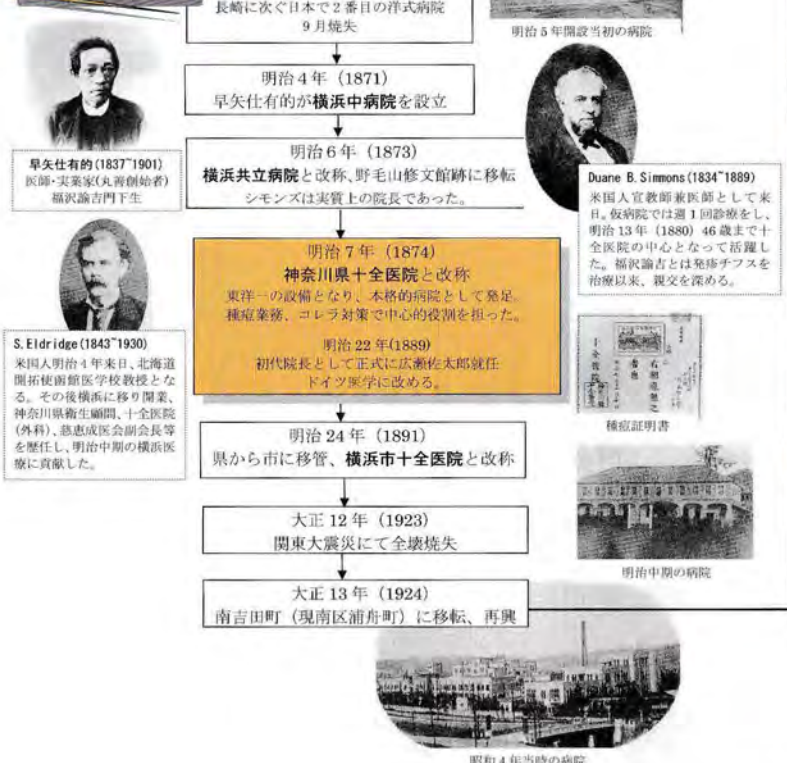 長崎に次ぐ日本で2番目の洋式病院
9月焼失
明治5年開設当初の病院
明治4年（1871）
早矢仕有的が横浜中病院を設立
早矢仕有的(1837~1901)
医師・実業家(丸善創始者)
福沢諭吉門下生
明治6年（1873）
横浜共立病院と改称、野毛山修文館跡に移転
シモンズは実質上の院長であった。
Duane B. Simmons(1834~1889)
米国人宣教師兼医師として来
日。仮病院では週1回診療をし、
明治13年（1880）46歳まで十
全医院の中心となって活躍し
た。福沢諭吉とは発疹チフスを
治療以来、親交を深める。
明治7年（1874）
神奈川県十全医院と改称
東洋一の設備となり、本格的病院として発足。
種痘業務、コレラ対策で中心的役割を担った。
明治22年(1889)
初代院長として正式に広瀬佐太郎就任
ドイツ医学に改める。
S. Eldridge(1843~1930)
米国人明治4年来日、北海道
開拓使函館医学校教授とな
る。その後横浜に移り開業、
神奈川県衛生顧問、十全医院
(外科)、慈恵成医会副会長等
を歴任し、明治中期の横浜医
療に貢献した。
種痘証明書
明治24年（1891）
県から市に移管、横浜市十全医院と改称
大正12年（1923）
関東大震災にて全壊焼失
明治中期の病院
大正13年（1924）
南吉田町（現南区浦舟町）に移転、再興
昭和4年当時の病院